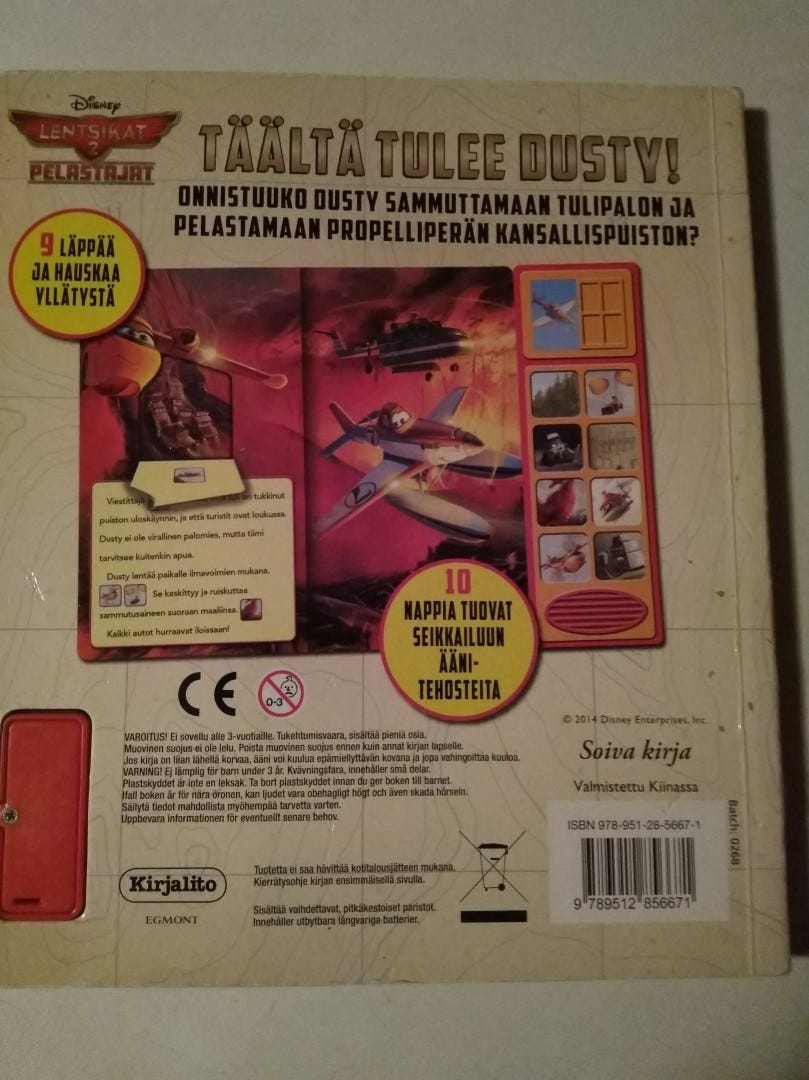 Disney
LENTSIKAT
2
PELASTAJAT
TÄÄLTÄ TULEE DUSTY!
ONNISTUUKO DUSTY SAMMUTTAMAAN TULIPALON JA
PELASTAMAAN PROPELLIPERÄN KANSALLISPUISTON?
9 LÄPPÄÄ
JA HAUSKAA
YLLÄTYSTÄ
Viestittäjä tuli on tukkinut
puiston uloskäynnin, ja että turistit ovat loukussa.
Dusty ei ole virallinen palomies, mutta tiimi
tarvitsee kuitenkin apua.
Dusty lentää paikalle ilmavoimien mukana.
Se keskittyy ja ruiskuttaa
sammutusaineen suoraan maaliinsa.
Kaikki autot hurraavat iloissaan!
10
NAPPIA TUOVAT
SEIKKAILUUN
ÄÄNI-
TEHOSTEITA
CE
0-3
VAROITUS! Ei sovellu alle 3-vuotiaille. Tukehtumisvaara, sisältää pieniä osia.
Muovinen suojus ei ole lelu. Poista muovinen suojus ennen kuin annat kirjan lapselle.
Jos kirja on liian lähellä korvaa, ääni voi kuulua epämiellyttävän kovana ja jopa vahingoittaa kuuloa.
VARNING! Ej lämplig för barn under 3 år. Kvävningsfara, innehåller små delar.
Plastskyddet är inte en leksak. Ta bort plastskyddet innan du ger boken till barnet.
Ifall boken är för nära öronen, kan ljudet vara obehagligt högt och även skada hörseln.
Säilytä tiedot mahdollista myöhempää tarvetta varten.
Uppbevara informationen för eventuellt senare behov.
© 2014 Disney Enterprises, Inc.
Soiva kirja
Valmistettu Kiinassa
ISBN 978-951-28-5667-1
9 789512 856671
Batch: 0268
Kirjalito
EGMONT
Tuotetta ei saa hävittää kotitalousjätteen mukana.
Kierrätysohje kirjan ensimmäisellä sivulla.
Sisältää vaihdettavat, pitkäkestoiset paristot.
Innehåller utbytbara långvariga batterier.